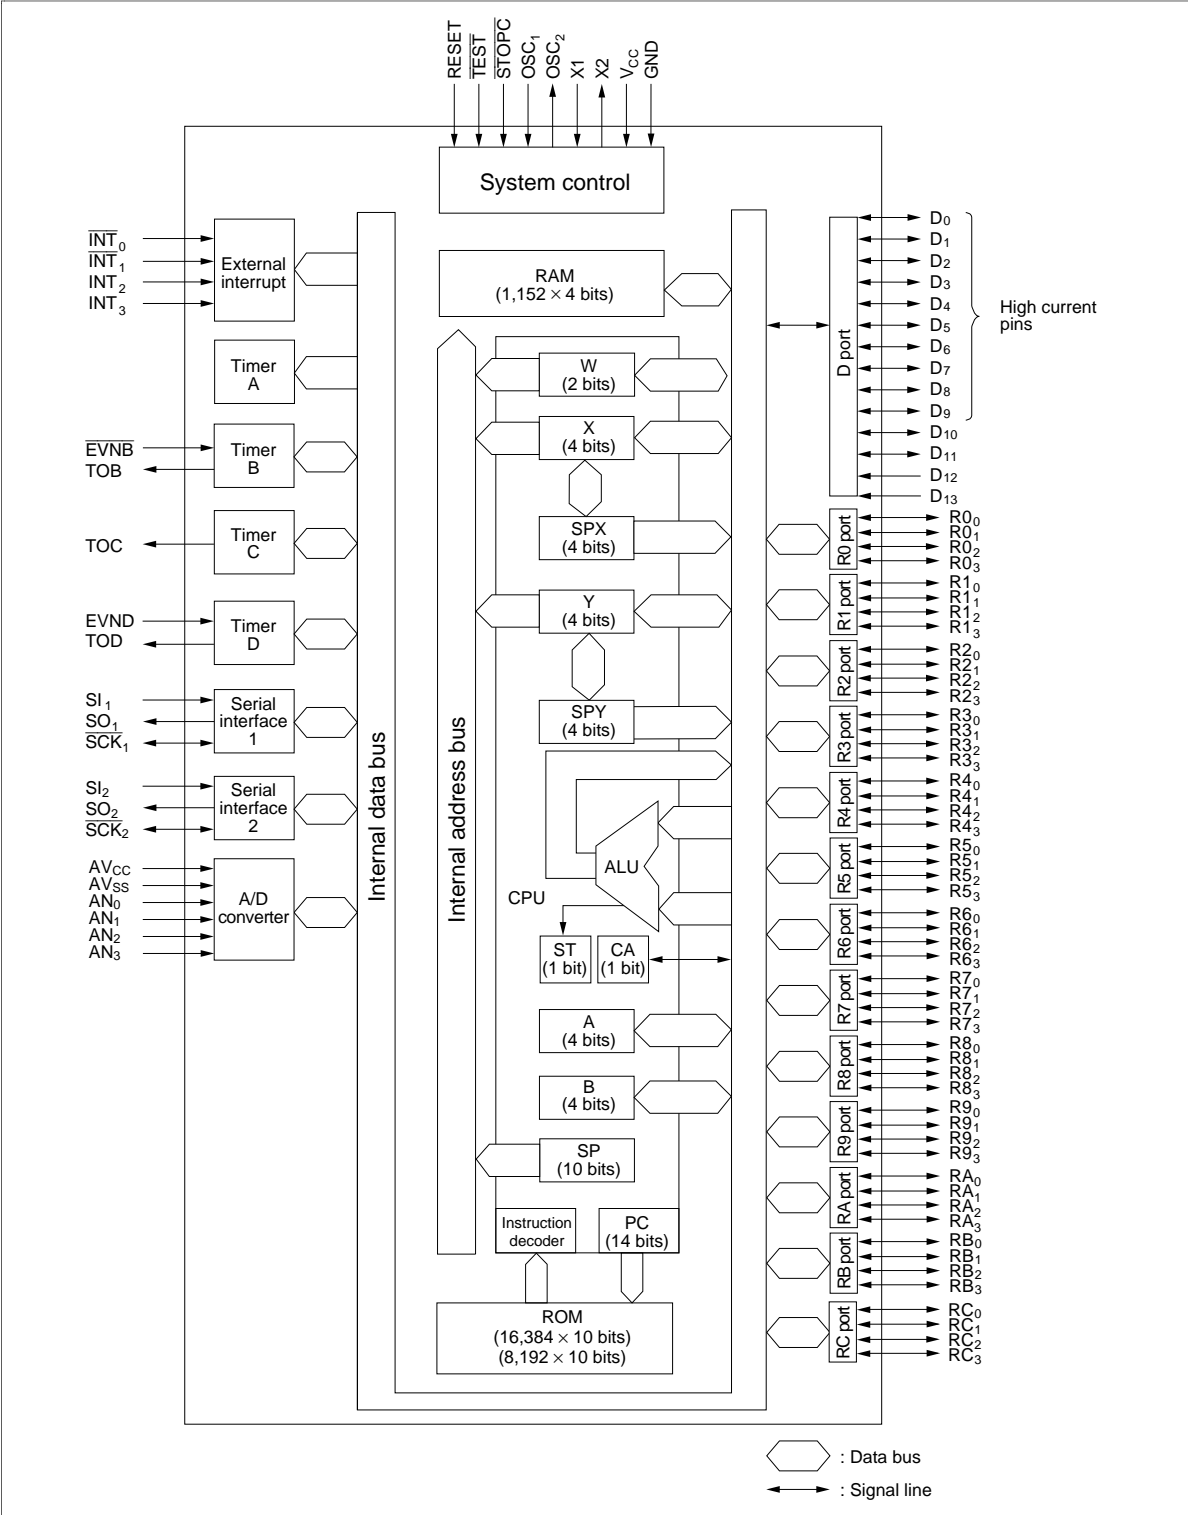 RESET
TEST
STOPC
OSC1
OSC2
X1
X2
VCC
GND
System control
INT0
INT1
INT2
INT3
External
interrupt
Timer
A
EVNB
TOB
Timer
B
TOC
Timer
C
EVND
TOD
Timer
D
SI1
SO1
SCK1
Serial
interface
1
SI2
SO2
SCK2
Serial
interface
2
AVCC
AVSS
AN0
AN1
AN2
AN3
A/D
converter
Internal data bus
Internal address bus
RAM
(1,152 × 4 bits)
W
(2 bits)
X
(4 bits)
SPX
(4 bits)
Y
(4 bits)
SPY
(4 bits)
ALU
CPU
ST
(1 bit)
CA
(1 bit)
A
(4 bits)
B
(4 bits)
SP
(10 bits)
Instruction
decoder
PC
(14 bits)
ROM
(16,384 × 10 bits)
(8,192 × 10 bits)
D port
D0
D1
D2
D3
D4
D5
D6
D7
D8
D9
D10
D11
D12
D13
High current
pins
R0 port
R00
R01
R02
R03
R1 port
R10
R11
R12
R13
R2 port
R20
R21
R22
R23
R3 port
R30
R31
R32
R33
R4 port
R40
R41
R42
R43
R5 port
R50
R51
R52
R53
R6 port
R60
R61
R62
R63
R7 port
R70
R71
R72
R73
R8 port
R80
R81
R82
R83
R9 port
R90
R91
R92
R93
RA port
RA0
RA1
RA2
RA3
RB port
RB0
RB1
RB2
RB3
RC port
RC0
RC1
RC2
RC3
: Data bus
: Signal line